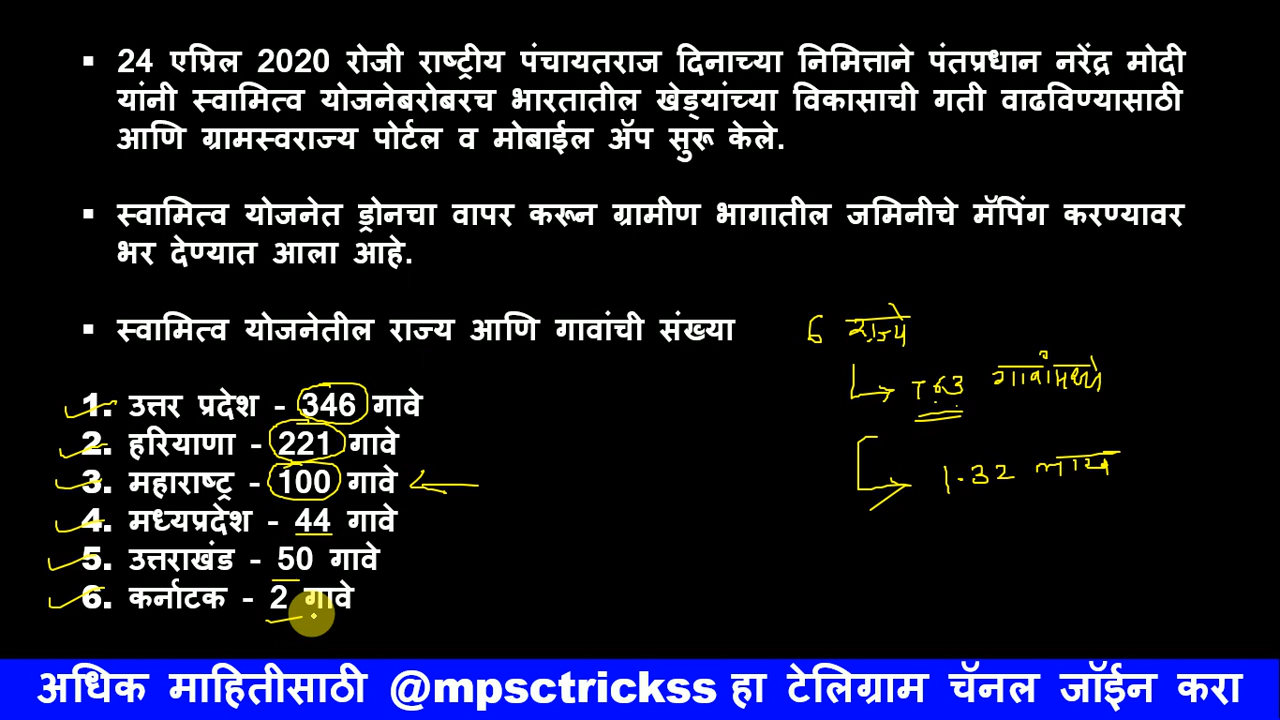 ▪ 24 एप्रिल 2020 रोजी राष्ट्रीय पंचायतराज दिनाच्या निमित्ताने पंतप्रधान नरेंद्र मोदी
यांनी स्वामित्व योजनेबरोबरच भारतातील खेड्यांच्या विकासाची गती वाढविण्यासाठी
आणि ग्रामस्वराज्य पोर्टल व मोबाईल ॲप सुरू केले.
▪ स्वामित्व योजनेत ड्रोनचा वापर करून ग्रामीण भागातील जमिनीचे मॅपिंग करण्यावर
भर देण्यात आला आहे.
▪ स्वामित्व योजनेतील राज्य आणि गावांची संख्या
6 राज्ये
763 गावांमध्ये
1.32 लाख
1. उत्तर प्रदेश - 346 गावे
2. हरियाणा - 221 गावे
3. महाराष्ट्र - 100 गावे
4. मध्यप्रदेश - 44 गावे
5. उत्तराखंड - 50 गावे
6. कर्नाटक - 2 गावे
अधिक माहितीसाठी @mpsctrickss हा टेलिग्राम चॅनल जॉईन करा